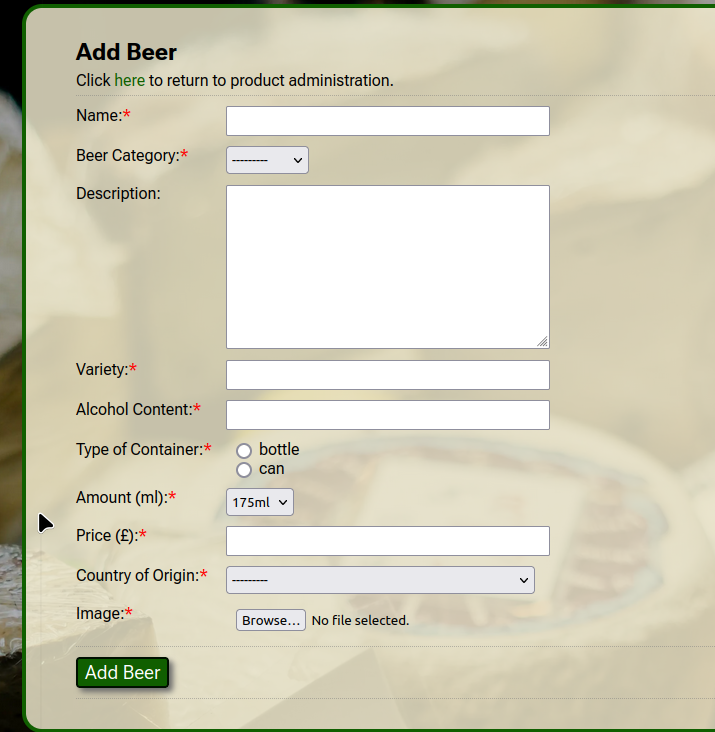 Add Beer
Click here to return to product administration.
Name:*
Beer Category:* ---------
Description:
Variety:*
Alcohol Content:*
Type of Container:* bottle
can
Amount (ml):* 175ml
Price (£):*
Country of Origin:* ---------
Image:* Browse... No file selected.
Add Beer